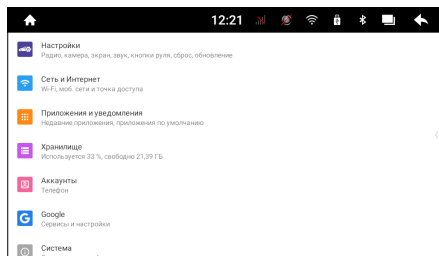 12:21
Настройки
Радио, камера, экран, звук, кнопки руля, сброс, обновление
Сеть и Интернет
Wi-Fi, моб. сети и точка доступа
Приложения и уведомления
Недавние приложения, приложения по умолчанию
Хранилище
Используется 33 %, свободно 21,39 ГБ
Аккаунты
Телефон
Google
Сервисы и настройки
Система